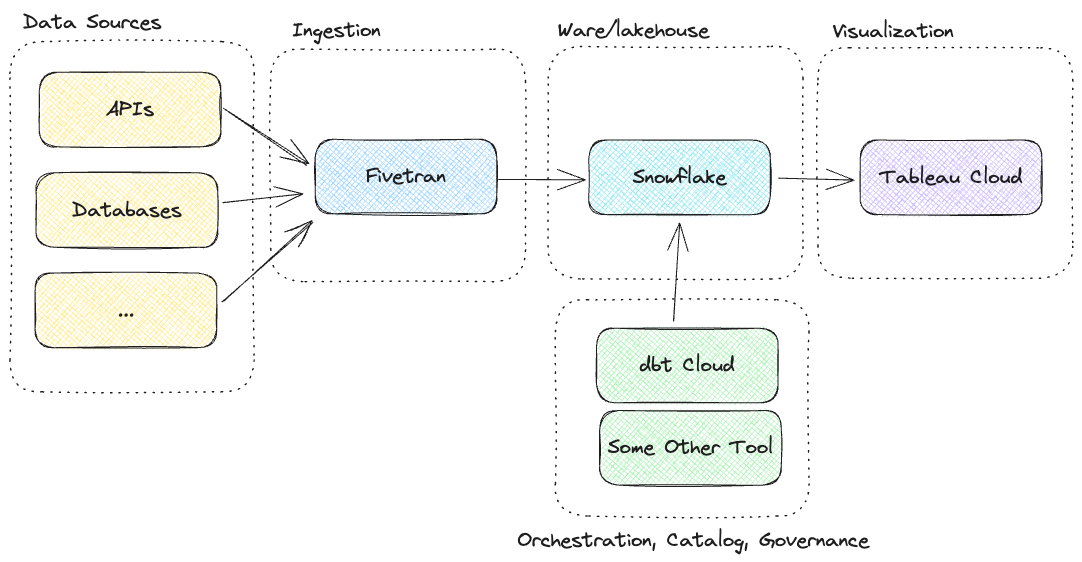 Data Sources
Ingestion
Ware/lakehouse
Visualization
APIs
Databases
...
Fivetran
Snowflake
Tableau Cloud
dbt Cloud
Some Other Tool
Orchestration, Catalog, Governance